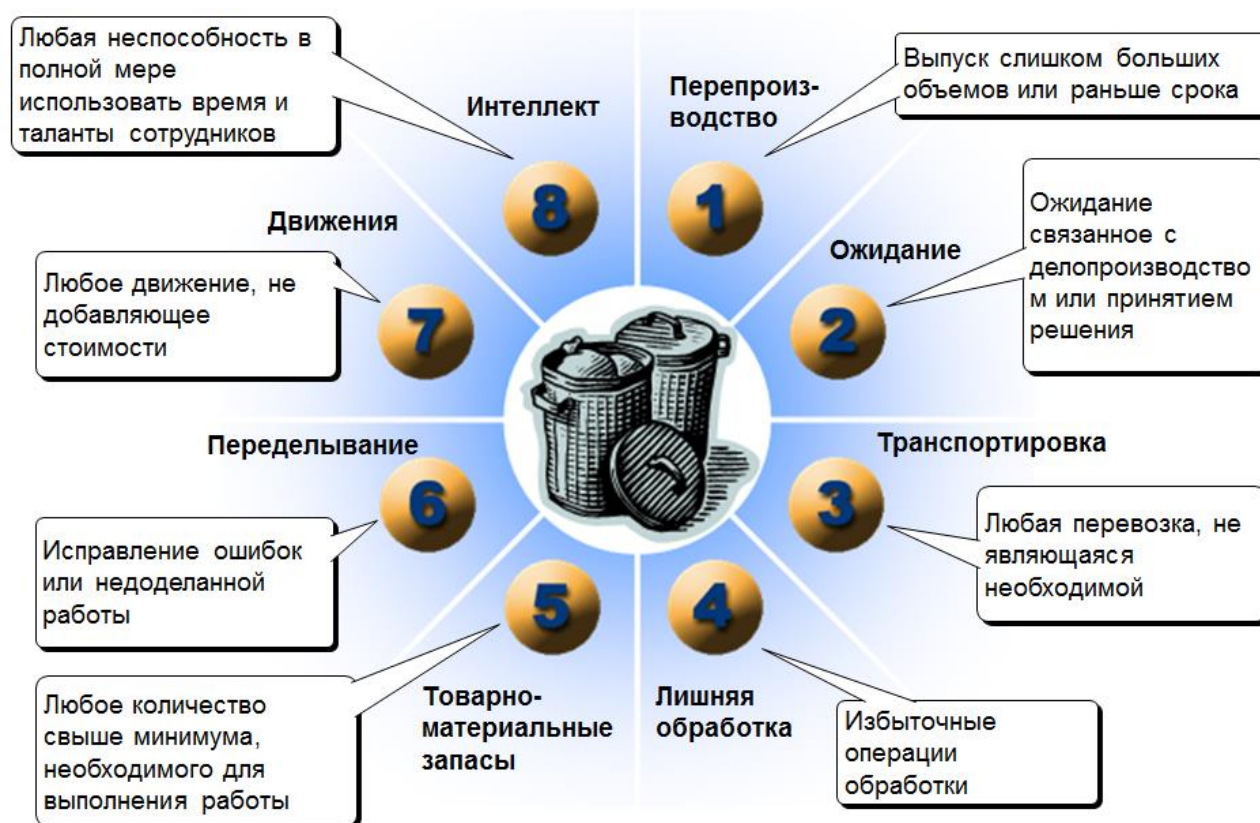 Любая неспособность в
полной мере
использовать время и
таланты сотрудников
Интеллект
8
Перепроиз-
водство
1
Выпуск слишком больших
объемов или раньше срока
Движения
Любое движение, не
добавляющее
стоимости
7
Ожидание
2
Ожидание
связанное с
делопроизводство
м или принятием
решения
Переделывание
6
Исправление ошибок
или недоделанной
работы
Транспортировка
3
Любая перевозка, не
являющаяся
необходимой
5
Товарно-
материальные
запасы
Любое количество
свыше минимума,
необходимого для
выполнения работы
4
Лишняя
обработка
Избыточные
операции
обработки